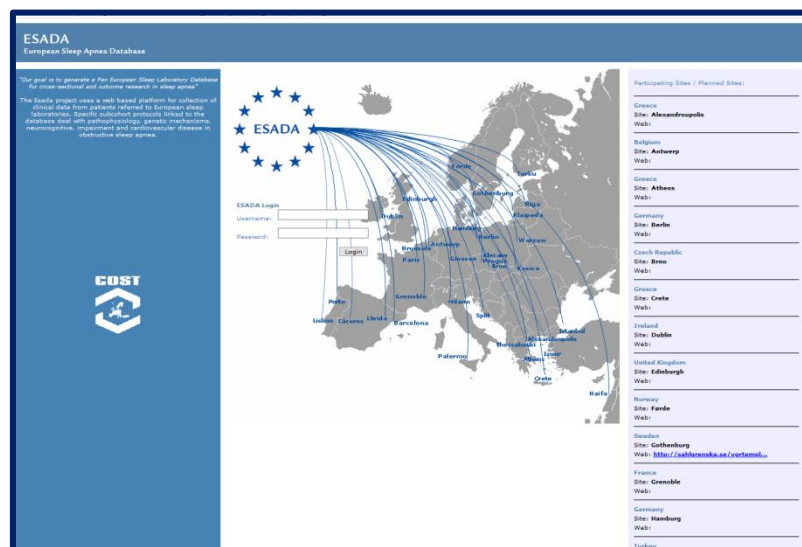 ESADA
European Sleep Apnea Database
"Our goal is to generate a Pan European Sleep Laboratory Database
for cross-sectional and outcome research in sleep apnea"
The Esada project uses a web based platform for collection of
clinical data from patients referred to European sleep
laboratories. Specific subcohort protocols linked to the
database deal with pathophysiology, genetic mechanisms,
neurocognitive, impairment and cardiovascular disease in
obstructive sleep apnea.
COST
ESADA
ESADA Login
Username:
Password:
Login
Førde
Turku
Gothenburg
Edinburgh
Riga
Klaipeda
Dublin
Hamburg
Berlin
Warsaw
Antwerp
Brussels
Paris
Giessen
Prague
Brno
Kosice
Grenoble
Milano
Split
Porto
Lisbon
Cáceres
Lleida
Barcelona
Istanbul
Alexandroupolis
Thessaloniki
Izmir
Athens
Palermo
Crete
Haifa
Participating Sites / Planned Sites:
Greece
Site: Alexandroupolis
Web:
Belgium
Site: Antwerp
Web:
Greece
Site: Athens
Web:
Germany
Site: Berlin
Web:
Czech Republic
Site: Brno
Web:
Greece
Site: Crete
Web:
Ireland
Site: Dublin
Web:
United Kingdom
Site: Edinburgh
Web:
Norway
Site: Førde
Web:
Sweden
Site: Gothenburg
Web: http://sahlgrenska.se/vgrtempl...
France
Site: Grenoble
Web:
Germany
Site: Hamburg
Web:
Turkey